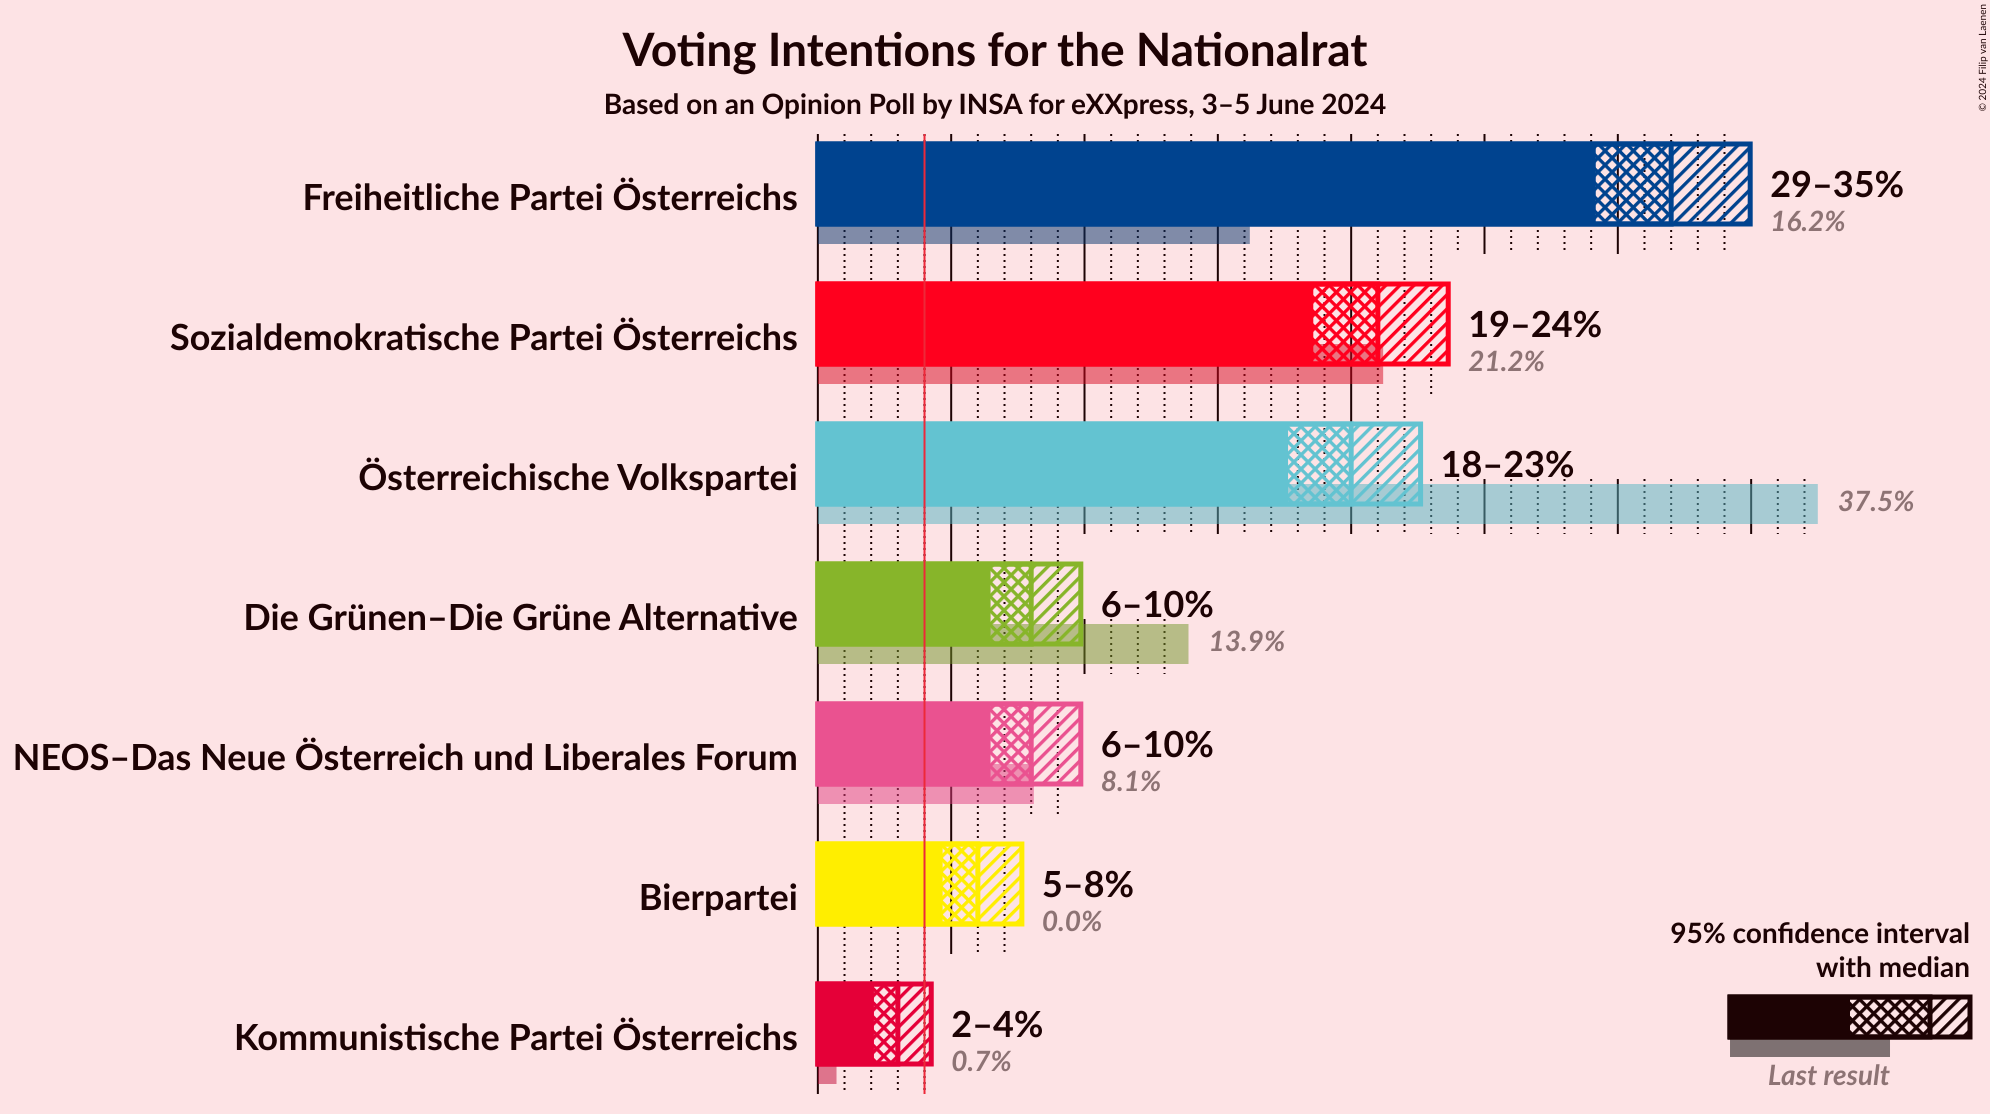 Voting Intentions for the Nationalrat
Based on an Opinion Poll by INSA for eXXpress, 3–5 June 2024
© 2024 Filip van Laenen
Freiheitliche Partei Österreichs
29–35%
16.2%
Sozialdemokratische Partei Österreichs
19–24%
21.2%
Österreichische Volkspartei
18–23%
37.5%
Die Grünen–Die Grüne Alternative
6–10%
13.9%
NEOS–Das Neue Österreich und Liberales Forum
6–10%
8.1%
Bierpartei
5–8%
0.0%
Kommunistische Partei Österreichs
2–4%
0.7%
95% confidence interval
with median
Last result